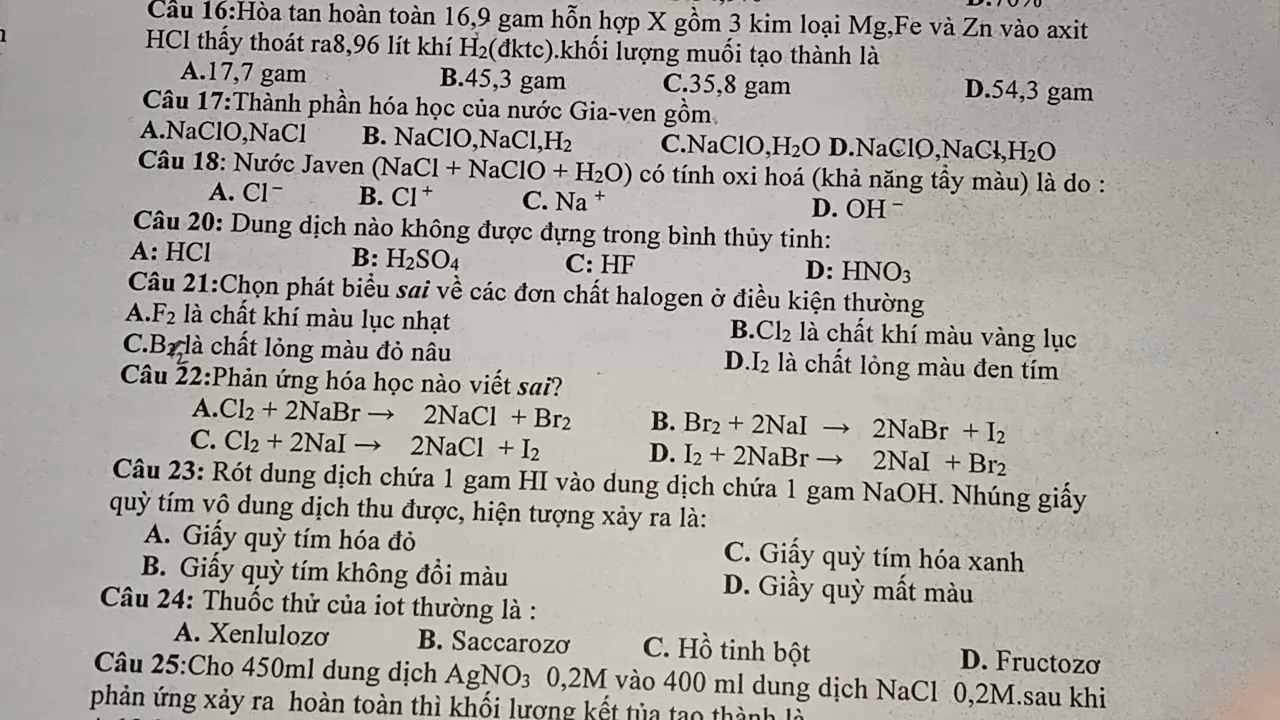 Câu 16:Hòa tan hoàn toàn 16,9 gam hỗn hợp X gồm 3 kim loại Mg,Fe và Zn vào axit
HCl thấy thoát ra8,96 lít khí H₂(đktc).khối lượng muối tạo thành là
A.17,7 gam B.45,3 gam C.35,8 gam D.54,3 gam
Câu 17:Thành phần hóa học của nước Gia-ven gồm
A.NaClO,NaCl B. NaClO,NaCl,H₂ C.NaClO,H₂O D.NaClO,NaCl,H₂O
Câu 18: Nước Javen (NaCl + NaClO + H₂O) có tính oxi hoá (khả năng tẩy màu) là do :
A. Cl⁻ B. Cl⁺ C. Na⁺ D. OH⁻
Câu 20: Dung dịch nào không được đựng trong bình thủy tinh:
A: HCl B: H₂SO₄ C: HF D: HNO₃
Câu 21:Chọn phát biểu sai về các đơn chất halogen ở điều kiện thường
A.F₂ là chất khí màu lục nhạt B.Cl₂ là chất khí màu vàng lục
C.Br₂ là chất lỏng màu đỏ nâu D.I₂ là chất lỏng màu đen tím
Câu 22:Phản ứng hóa học nào viết sai?
A.Cl₂ + 2NaBr → 2NaCl + Br₂ B. Br₂ + 2NaI → 2NaBr + I₂
C. Cl₂ + 2NaI → 2NaCl + I₂ D. I₂ + 2NaBr → 2NaI + Br₂
Câu 23: Rót dung dịch chứa 1 gam HI vào dung dịch chứa 1 gam NaOH. Nhúng giấy
quỳ tím vô dung dịch thu được, hiện tượng xảy ra là:
A. Giấy quỳ tím hóa đỏ C. Giấy quỳ tím hóa xanh
B. Giấy quỳ tím không đổi màu D. Giầy quỳ mất màu
Câu 24: Thuốc thử của iot thường là :
A. Xenlulozơ B. Saccarozơ C. Hồ tinh bột D. Fructozơ
Câu 25:Cho 450ml dung dịch AgNO₃ 0,2M vào 400 ml dung dịch NaCl 0,2M.sau khi
phản ứng xảy ra hoàn toàn thì khối lượng kết tủa tạo thành là